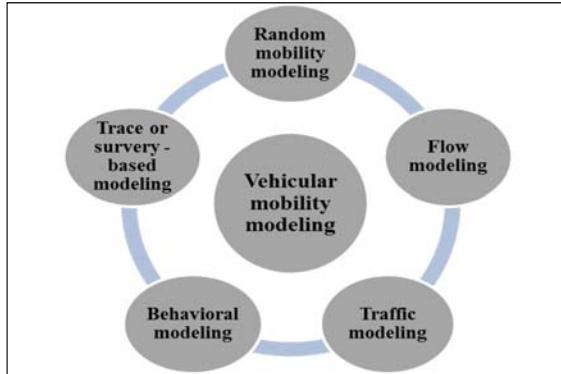 Random
mobility
modeling
Flow
modeling
Traffic
modeling
Behavioral
modeling
Trace or
survery -
based
modeling
Vehicular
mobility
modeling